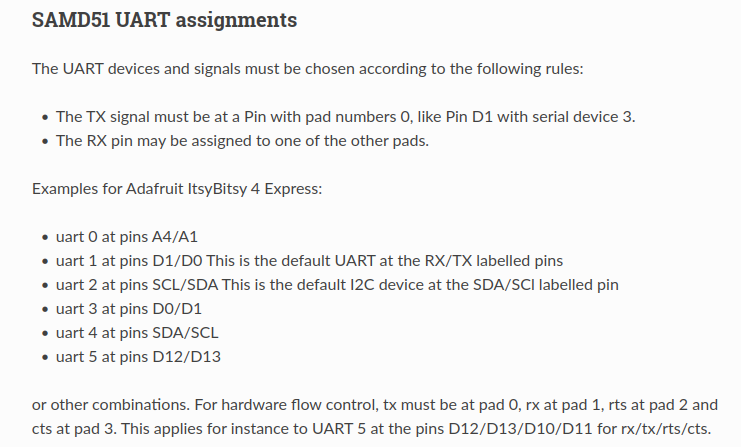 SAMD51 UART assignments
The UART devices and signals must be chosen according to the following rules:
• The TX signal must be at a Pin with pad numbers 0, like Pin D1 with serial device 3.
• The RX pin may be assigned to one of the other pads.
Examples for Adafruit ItsyBitsy 4 Express:
• uart 0 at pins A4/A1
• uart 1 at pins D1/D0 This is the default UART at the RX/TX labelled pins
• uart 2 at pins SCL/SDA This is the default I2C device at the SDA/SCl labelled pin
• uart 3 at pins D0/D1
• uart 4 at pins SDA/SCL
• uart 5 at pins D12/D13
or other combinations. For hardware flow control, tx must be at pad 0, rx at pad 1, rts at pad 2 and
cts at pad 3. This applies for instance to UART 5 at the pins D12/D13/D10/D11 for rx/tx/rts/cts.